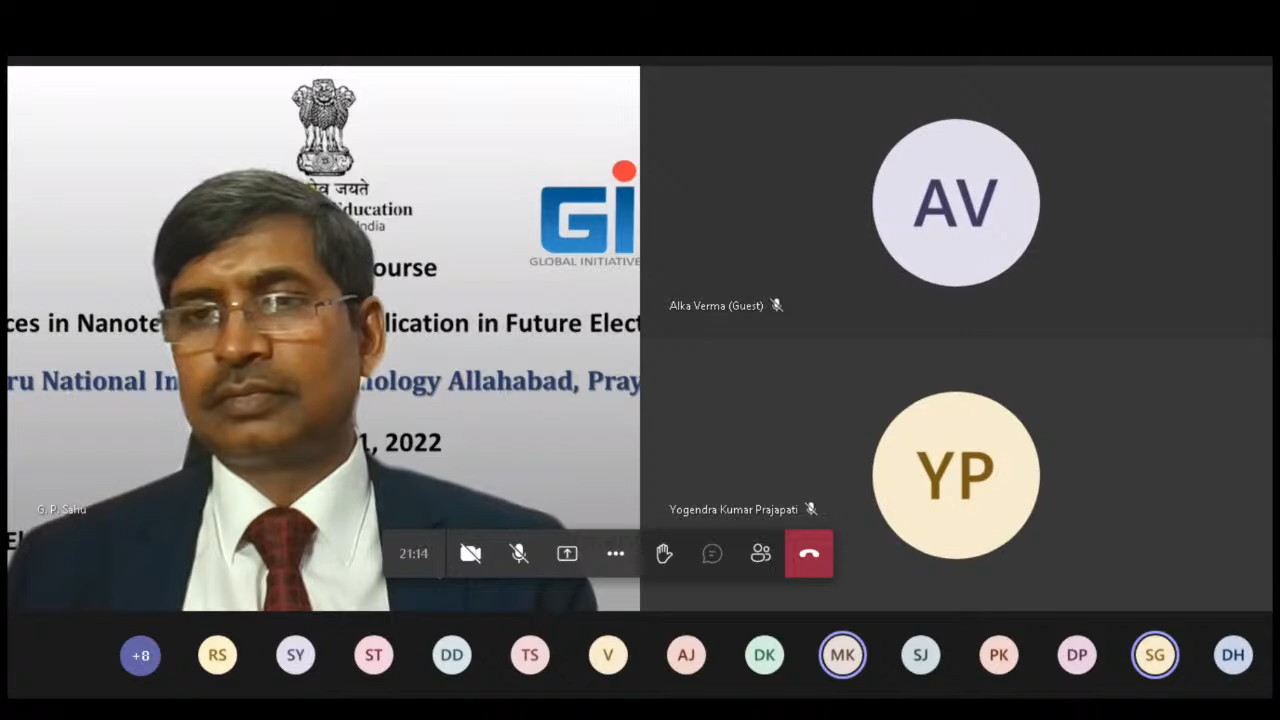 सत्यमेव जयते
Education
India
ourse
GI
GLOBAL INITIATIVE
ces in Nanote
lication in Future Elect
ru National In
nology Allahabad, Pray
1, 2022
El
G. P. Sahu
AV
Alka Verma (Guest)
YP
Yogendra Kumar Prajapati
21:14
+8
RS
SY
ST
DD
TS
V
AJ
DK
MK
SJ
PK
DP
SG
DH